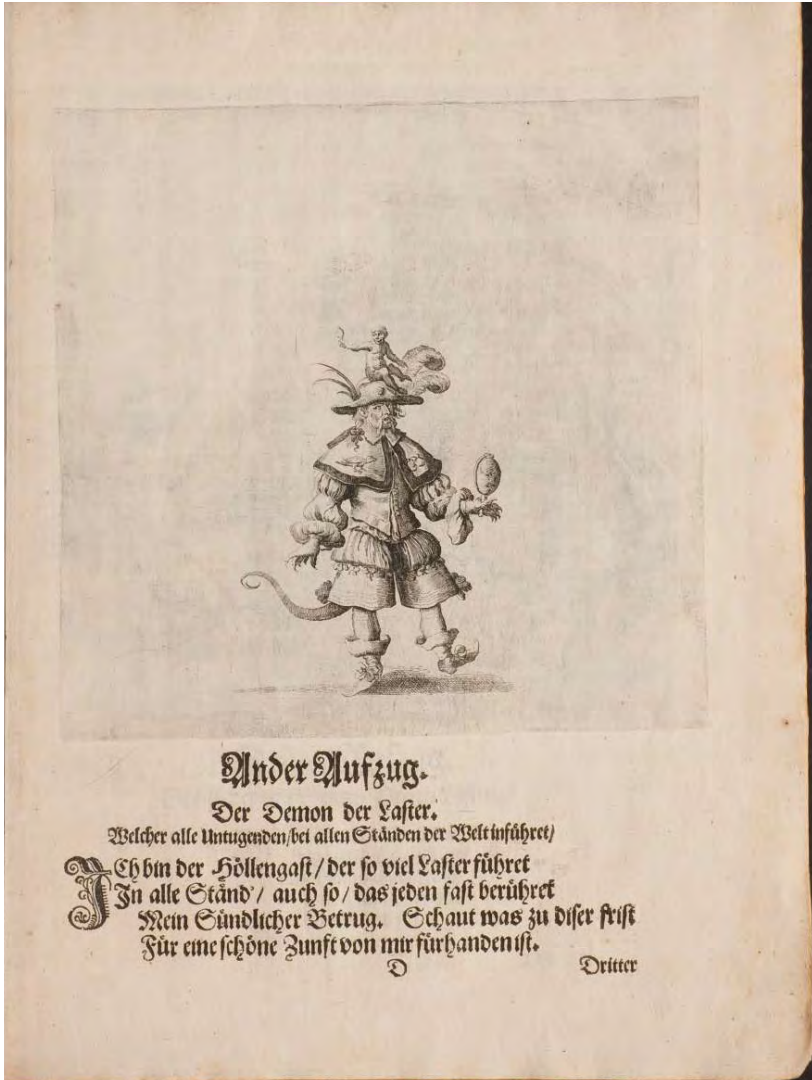 Ander Aufzug.
Der Demon der Laster.
Welcher alle Untugenden/bei allen Ständen der Welt inführet/
ICh bin der Höllengast/ der so viel Laster führet
In alle Ständ'/ auch so/ das jeden fast berühret
Mein Sündlicher Betrug. Schaut was zu diser frist
Für eine schöne Zunft von mir fürhanden ist.
D Dritter